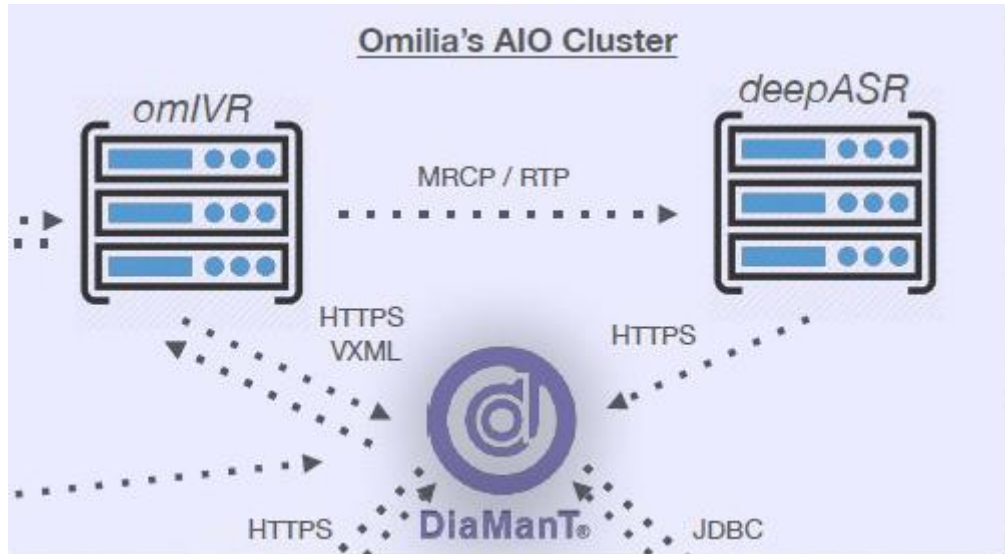 Omilia's AIO Cluster
omIVR
deepASR
MRCP / RTP
HTTPS
VXML
HTTPS
HTTPS
DiaManT®
JDBC